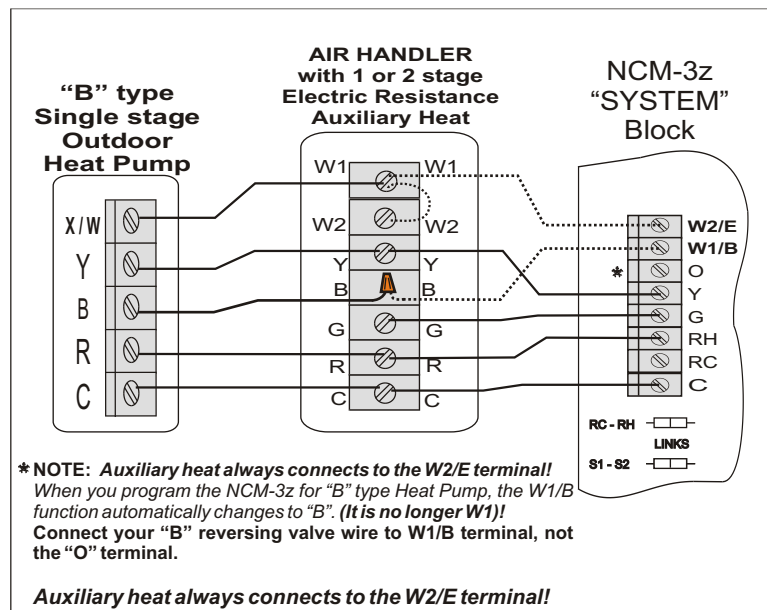 “B” type
Single stage
Outdoor
Heat Pump
AIR HANDLER
with 1 or 2 stage
Electric Resistance
Auxiliary Heat
NCM-3z
“SYSTEM”
Block
X/W
Y
B
R
C
W1 W1
W2 W2
Y Y
B B
G G
R R
C C
W2/E
W1/B
* O
Y
G
RH
RC
C
RC - RH
LINKS
S1 - S2
* NOTE: Auxiliary heat always connects to the W2/E terminal!
When you program the NCM-3z for “B” type Heat Pump, the W1/B
function automatically changes to “B”. (It is no longer W1)!
Connect your “B” reversing valve wire to W1/B terminal, not
the “O” terminal.
Auxiliary heat always connects to the W2/E terminal!